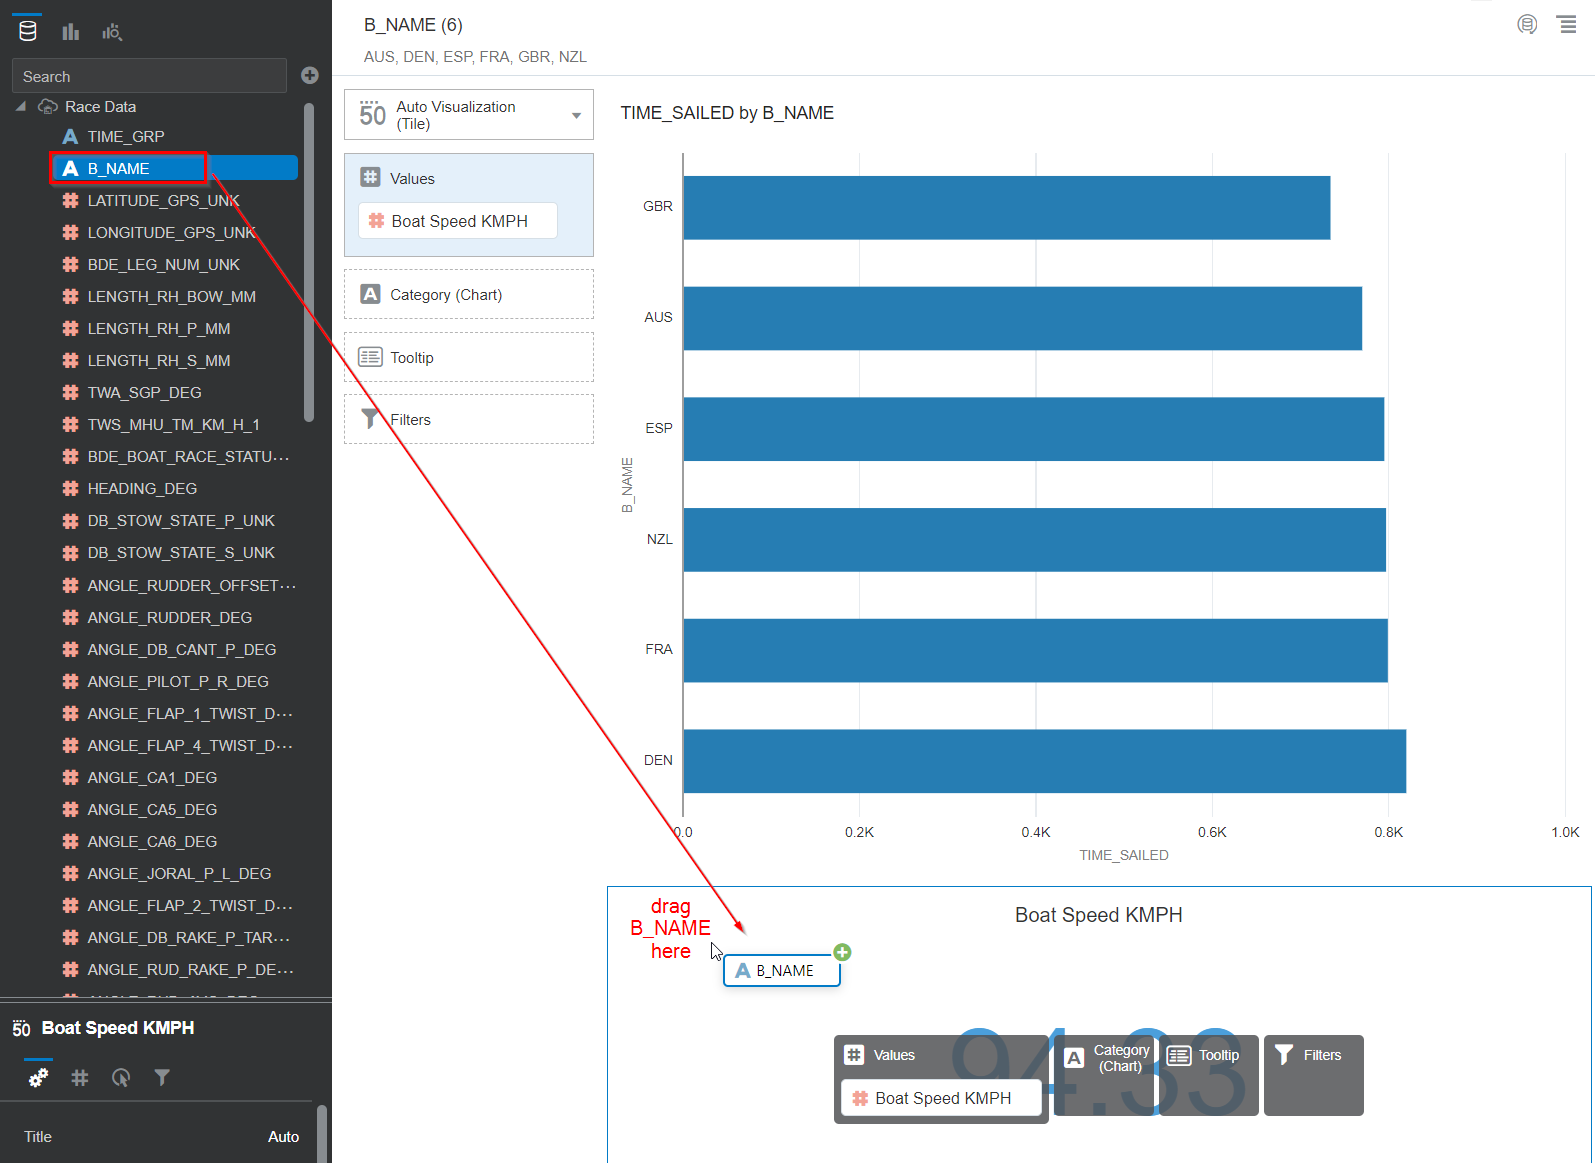 B_NAME (6)
AUS, DEN, ESP, FRA, GBR, NZL
Search
Race Data
TIME_GRP
B_NAME
LATITUDE_GPS_UNK
LONGITUDE_GPS_UNK
BDE_LEG_NUM_UNK
LENGTH_RH_BOW_MM
LENGTH_RH_P_MM
LENGTH_RH_S_MM
TWA_SGP_DEG
TWS_MHU_TM_KM_H_1
BDE_BOAT_RACE_STATU...
HEADING_DEG
DB_STOW_STATE_P_UNK
DB_STOW_STATE_S_UNK
ANGLE_RUDDER_OFFSET...
ANGLE_RUDDER_DEG
ANGLE_DB_CANT_P_DEG
ANGLE_PILOT_P_R_DEG
ANGLE_FLAP_1_TWIST_D...
ANGLE_FLAP_4_TWIST_D...
ANGLE_CA1_DEG
ANGLE_CA5_DEG
ANGLE_CA6_DEG
ANGLE_JORAL_P_L_DEG
ANGLE_FLAP_2_TWIST_D...
ANGLE_DB_RAKE_P_TAR...
ANGLE_RUD_RAKE_P_DE...
50 Boat Speed KMPH
Title Auto
50 Auto Visualization
(Tile)
Values
Boat Speed KMPH
Category (Chart)
Tooltip
Filters
TIME_SAILED by B_NAME
B_NAME
GBR
AUS
ESP
NZL
FRA
DEN
0.0 0.2K 0.4K 0.6K 0.8K 1.0K
TIME_SAILED
Boat Speed KMPH
drag
B_NAME
here
B_NAME
94.33
Values
Boat Speed KMPH
Category
(Chart)
Tooltip
Filters